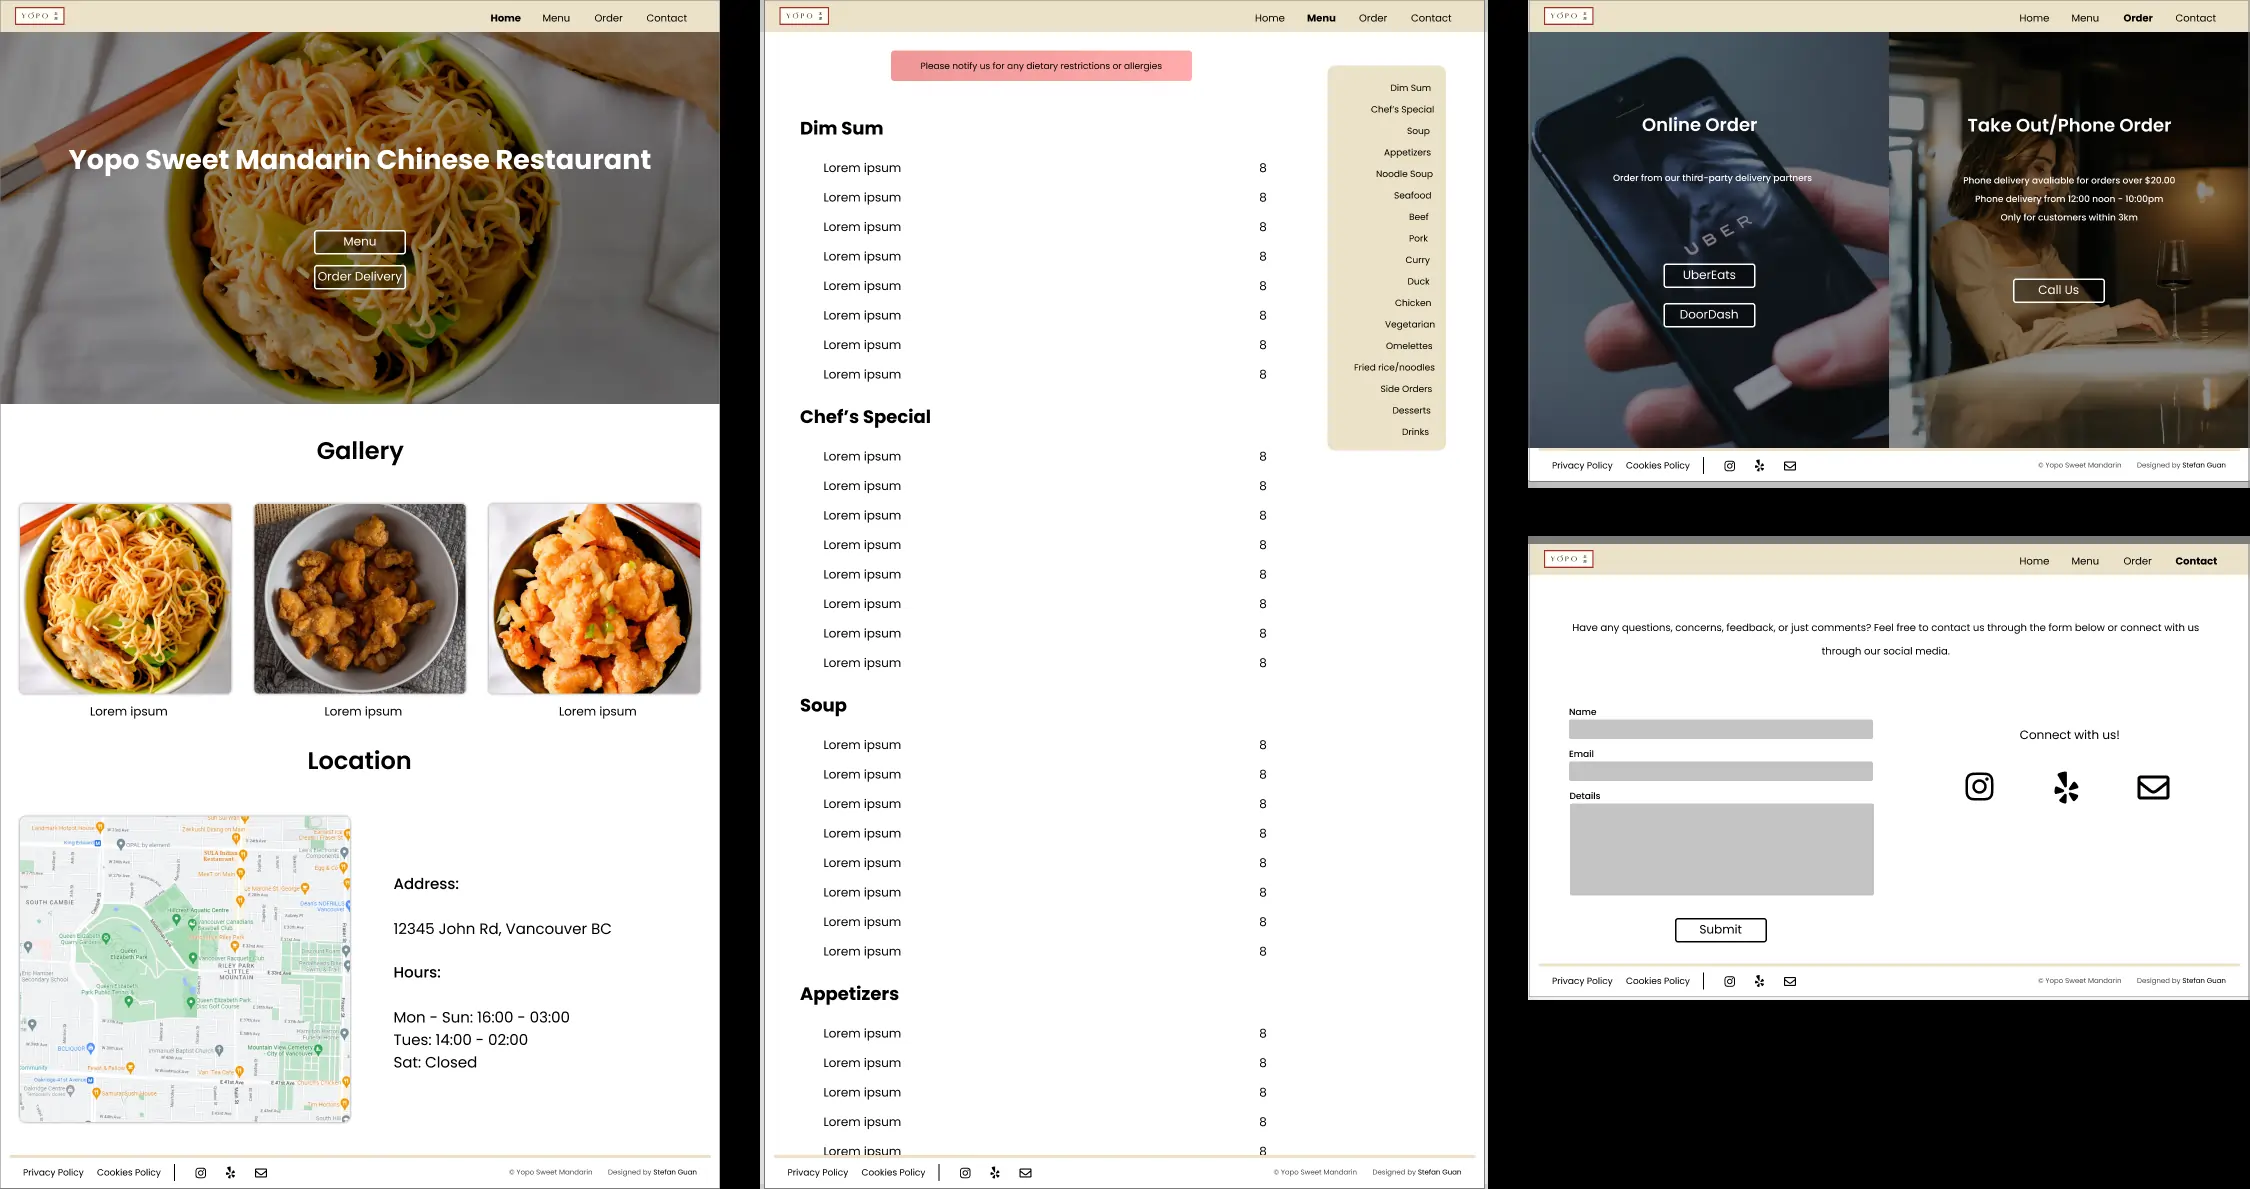 YOPO
Home Menu Order Contact
Yopo Sweet Mandarin Chinese Restaurant
Menu
Order Delivery
Gallery
Lorem ipsum Lorem ipsum Lorem ipsum
Location
SOUTH CAMBIE
Queen Elizabeth Park
RILEY PARK
-LITTLE
MOUNTAIN
Hillcrest Aquatic Centre
BCLIQUOR
Address:
12345 John Rd, Vancouver BC
Hours:
Mon - Sun: 16:00 - 03:00
Tues: 14:00 - 02:00
Sat: Closed
Privacy Policy Cookies Policy
© Yopo Sweet Mandarin Designed by Stefan Guan
YOPO
Home Menu Order Contact
Please notify us for any dietary restrictions or allergies
Dim Sum
Lorem ipsum 8
Lorem ipsum 8
Lorem ipsum 8
Lorem ipsum 8
Lorem ipsum 8
Lorem ipsum 8
Lorem ipsum 8
Lorem ipsum 8
Chef's Special
Lorem ipsum 8
Lorem ipsum 8
Lorem ipsum 8
Lorem ipsum 8
Lorem ipsum 8
Lorem ipsum 8
Lorem ipsum 8
Lorem ipsum 8
Soup
Lorem ipsum 8
Lorem ipsum 8
Lorem ipsum 8
Lorem ipsum 8
Lorem ipsum 8
Lorem ipsum 8
Lorem ipsum 8
Lorem ipsum 8
Appetizers
Lorem ipsum 8
Lorem ipsum 8
Lorem ipsum 8
Lorem ipsum 8
Lorem ipsum 8
Dim Sum
Chef's Special
Soup
Appetizers
Noodle Soup
Seafood
Beef
Pork
Curry
Duck
Chicken
Vegetarian
Omelettes
Fried rice/noodles
Side Orders
Desserts
Drinks
Privacy Policy Cookies Policy
© Yopo Sweet Mandarin Designed by Stefan Guan
YOPO
Home Menu Order Contact
Online Order
Order from our third-party delivery partners
UBER
UberEats
DoorDash
Take Out/Phone Order
Phone delivery avaliable for orders over $20.00
Phone delivery from 12:00 noon - 10:00pm
Only for customers within 3km
Call Us
Privacy Policy Cookies Policy
© Yopo Sweet Mandarin Designed by Stefan Guan
YOPO
Home Menu Order Contact
Have any questions, concerns, feedback, or just comments? Feel free to contact us through the form below or connect with us
through our social media.
Name
Email
Details
Submit
Connect with us!
Privacy Policy Cookies Policy
© Yopo Sweet Mandarin Designed by Stefan Guan